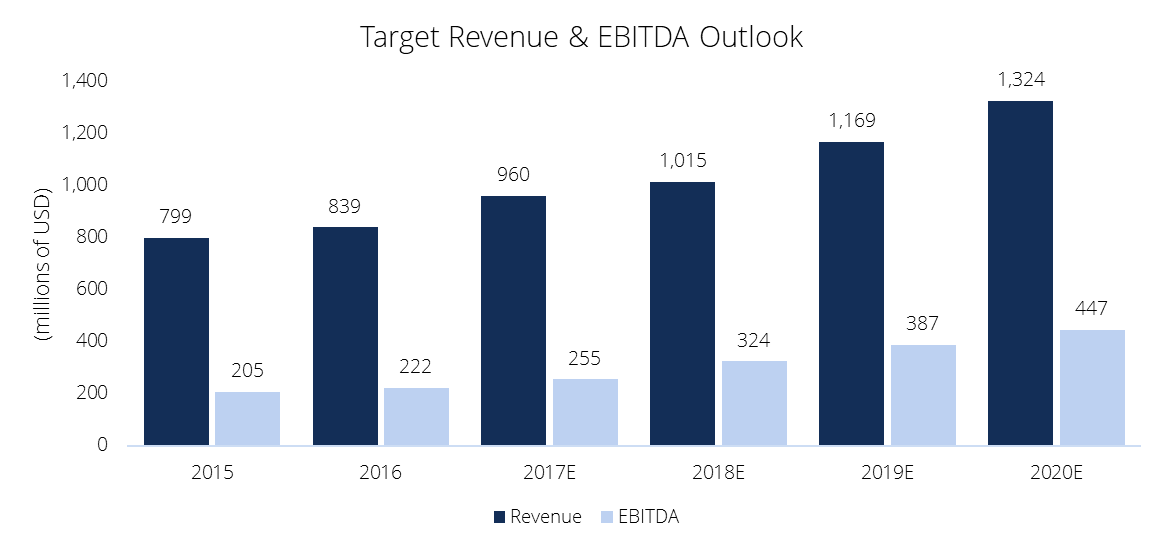 Target Revenue & EBITDA Outlook
(millions of USD)
1,400
1,200
1,000
800
600
400
200
0
799
205
839
222
960
255
1,015
324
1,169
387
1,324
447
2015
2016
2017E
2018E
2019E
2020E
Revenue
EBITDA